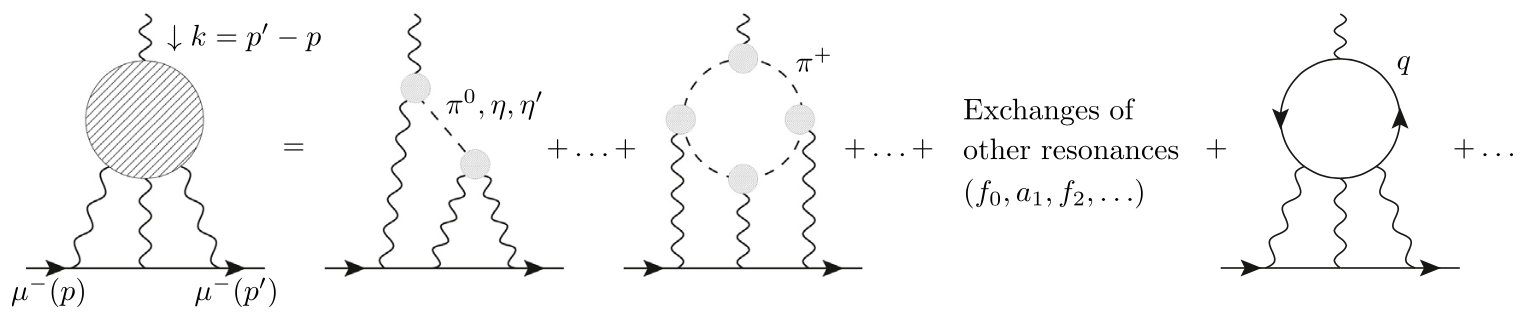 ↓ k = p′ − p
μ⁻(p)
μ⁻(p′)
=
π⁰, η, η′
+ … +
π⁺
+ … +
Exchanges of
other resonances
(f₀, a₁, f₂, …)
+
q
+ …